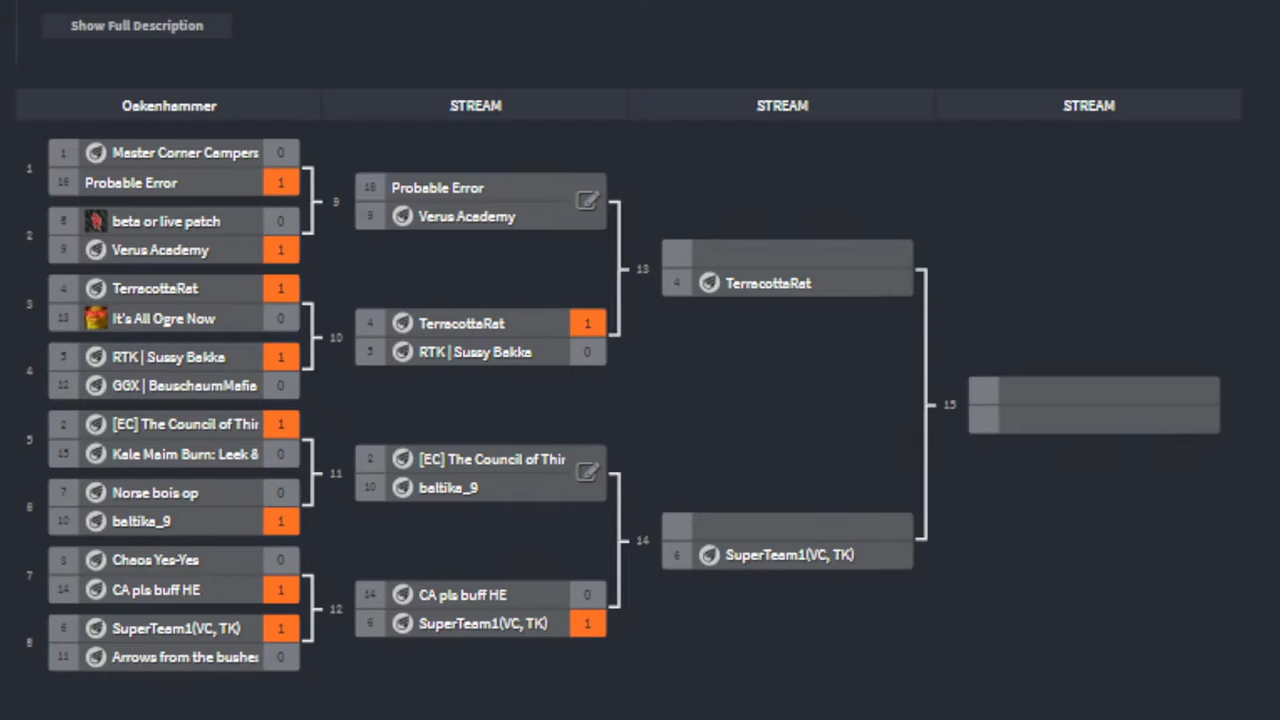 Show Full Description
Oakenhammer
STREAM
STREAM
STREAM
1
1 Master Corner Campers 0
16 Probable Error 1
2
8 beta or live patch 0
9 Verus Academy 1
3
4 TerracottaRat 1
13 It's All Ogre Now 0
4
5 RTK | Sussy Bakka 1
12 GGX | BauschaumMafia 0
5
2 [EC] The Council of Thir 1
15 Kale Maim Burn: Leek & 0
6
7 Norse bois op 0
10 baltika_9 1
7
3 Chaos Yes-Yes 0
14 CA pls buff HE 1
8
6 SuperTeam1(VC, TK) 1
11 Arrows from the bushes 0
9
16 Probable Error
9 Verus Academy
10
4 TerracottaRat 1
5 RTK | Sussy Bakka 0
11
2 [EC] The Council of Thir
10 baltika_9
12
14 CA pls buff HE 0
6 SuperTeam1(VC, TK) 1
13
4 TerracottaRat
14
6 SuperTeam1(VC, TK)
15